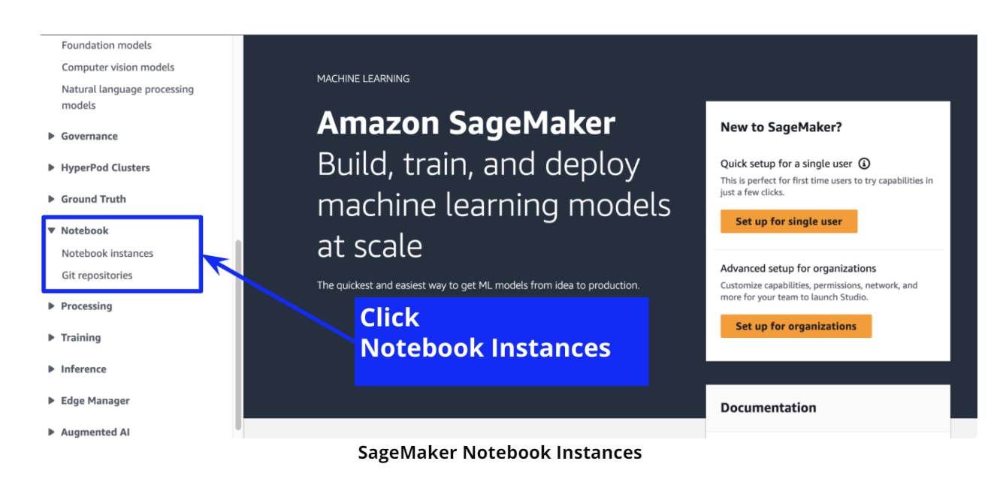 Foundation models
Computer vision models
Natural language processing
models
Governance
HyperPod Clusters
Ground Truth
Notebook
Notebook instances
Git repositories
Processing
Training
Inference
Edge Manager
Augmented AI
MACHINE LEARNING
Amazon SageMaker
Build, train, and deploy
machine learning models
at scale
The quickest and easiest way to get ML models from idea to production.
Click
Notebook Instances
New to SageMaker?
Quick setup for a single user
This is perfect for first time users to try capabilities in
just a few clicks.
Set up for single user
Advanced setup for organizations
Customize capabilities, permissions, network, and
more for your team to launch Studio.
Set up for organizations
Documentation
SageMaker Notebook Instances